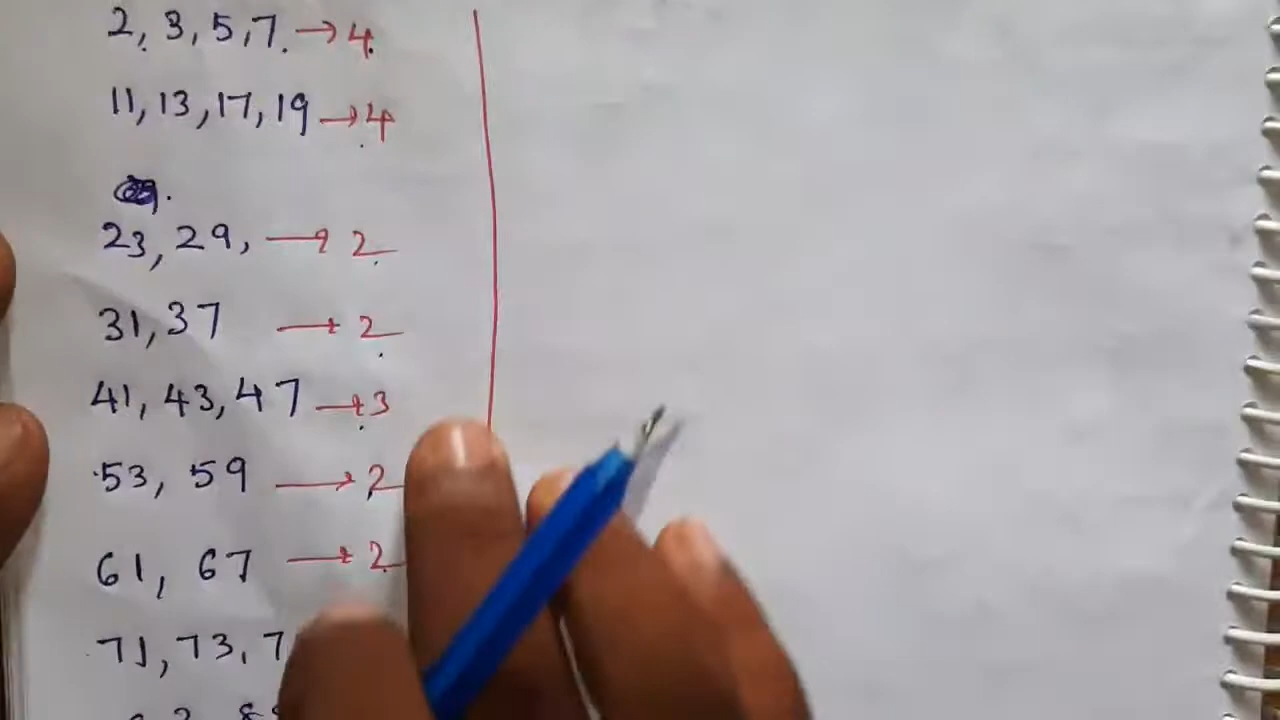 2, 3, 5, 7. → 4
11, 13, 17, 19 → 4
23, 29, → 2
31, 37 → 2
41, 43, 47 → 3
53, 59 → 2
61, 67 → 2
71, 73, 7